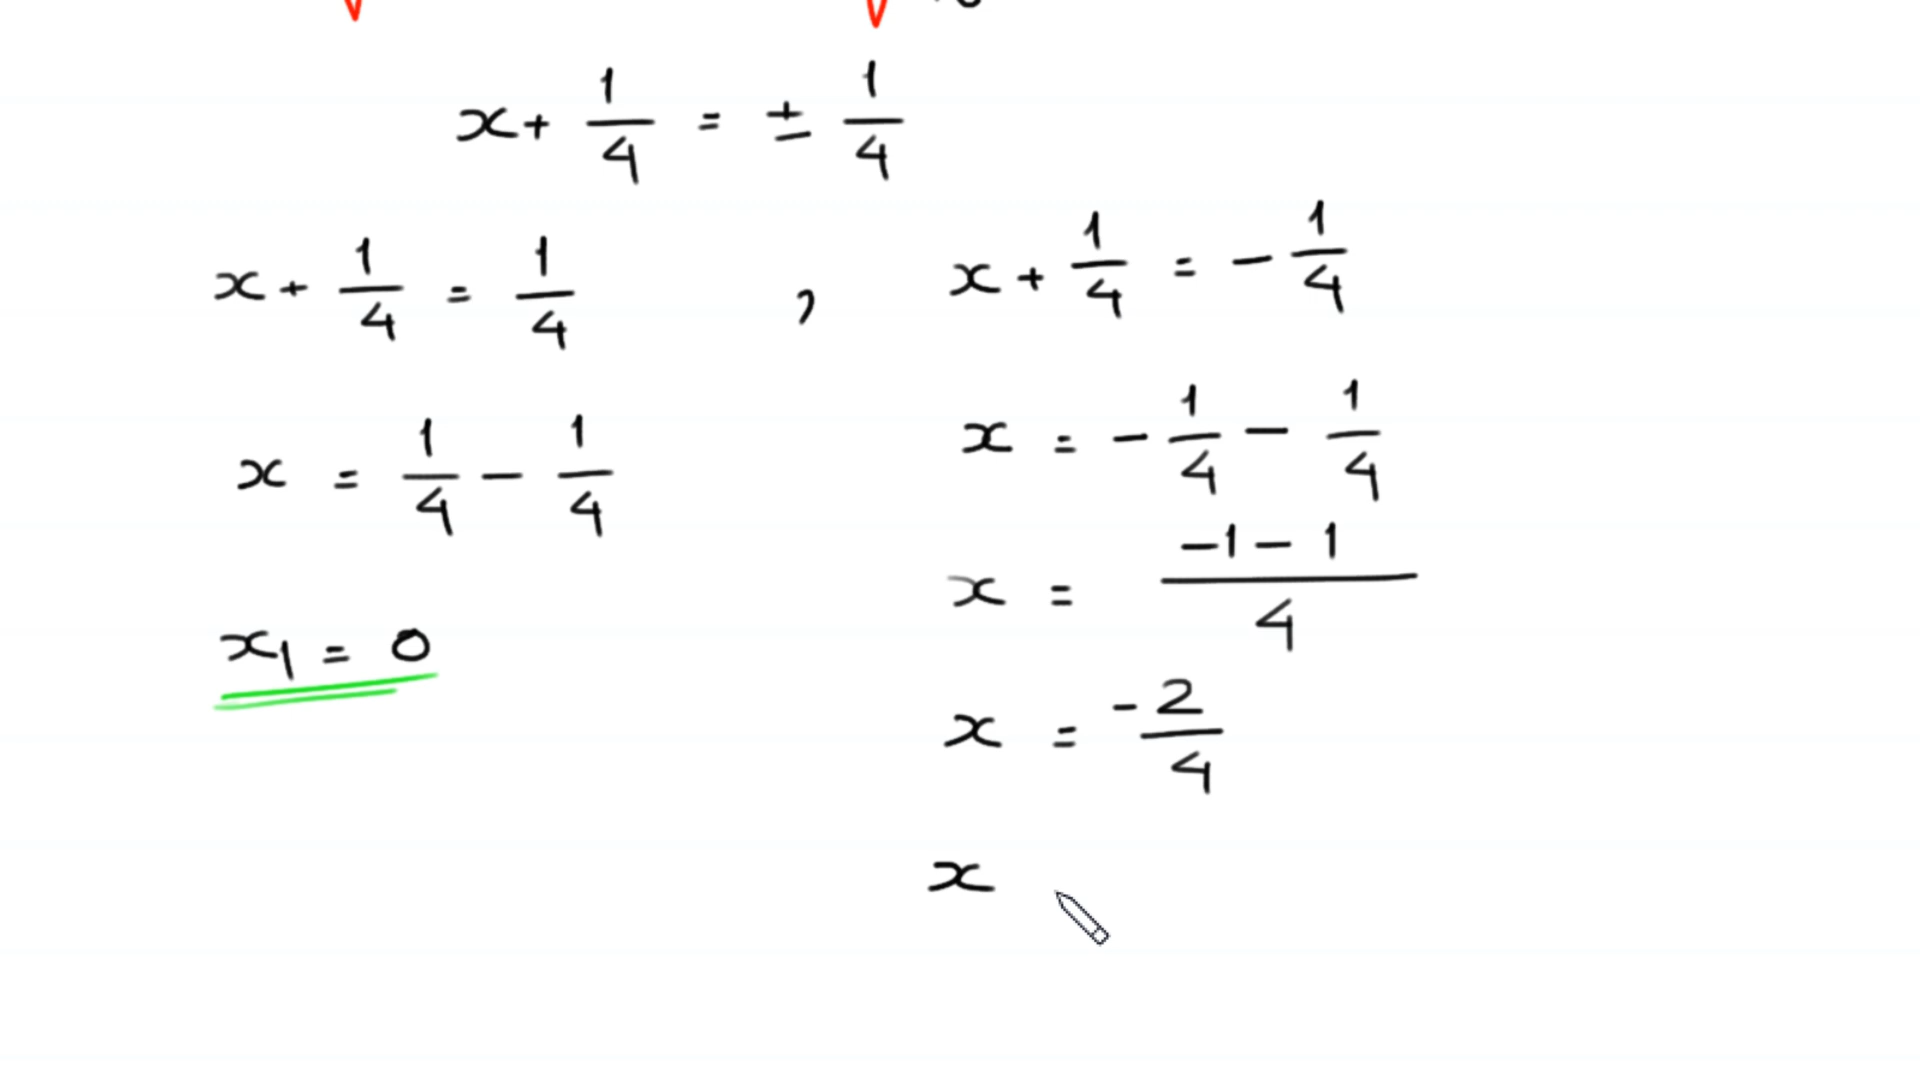 x + 1/4 = ± 1/4
x + 1/4 = 1/4 , x + 1/4 = - 1/4
x = 1/4 - 1/4
x = - 1/4 - 1/4
x = (-1 - 1)/4
x₁ = 0
x = -2/4
x